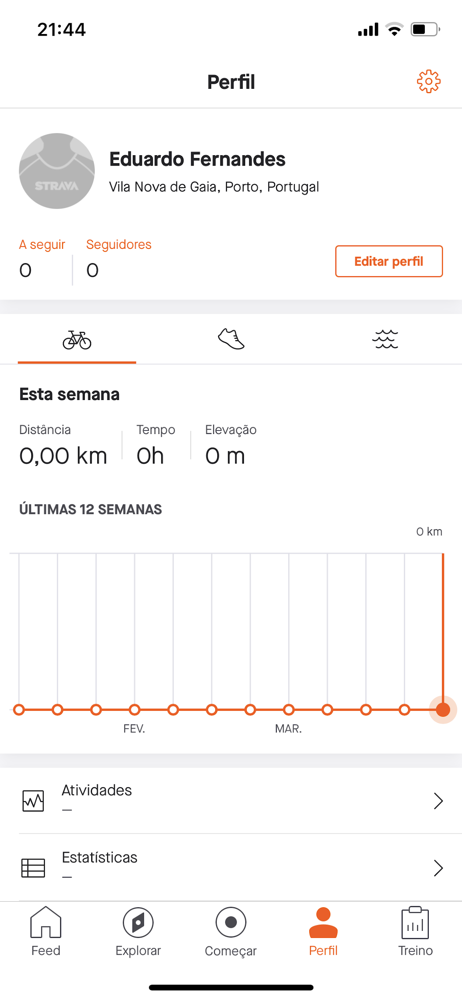 21:44
Perfil
STRAVA
Eduardo Fernandes
Vila Nova de Gaia, Porto, Portugal
A seguir Seguidores
0 0
Editar perfil
Esta semana
Distância Tempo Elevação
0,00 km 0h 0 m
ÚLTIMAS 12 SEMANAS
0 km
FEV. MAR.
Atividades
—
Estatísticas
—
Feed Explorar Começar Perfil Treino